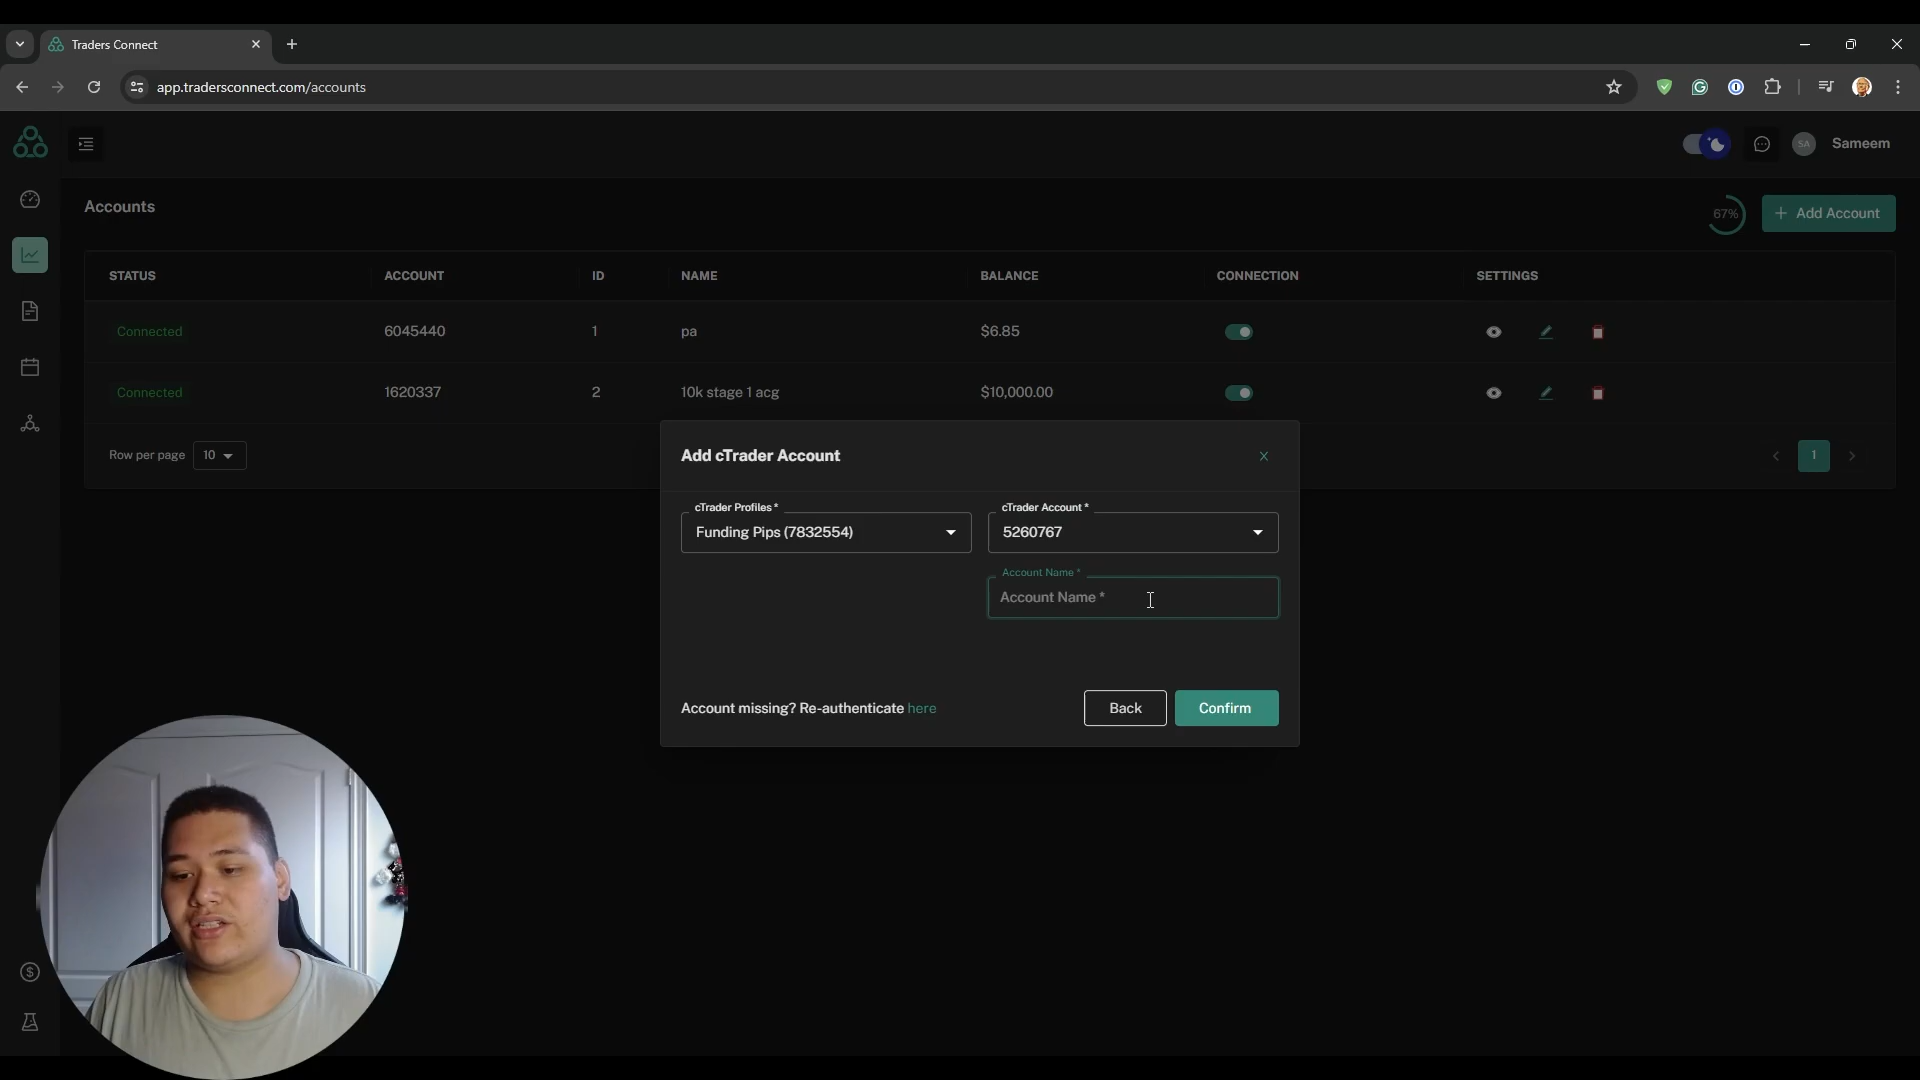 Traders Connect
app.tradersconnect.com/accounts
SA
Sameem
Accounts
67%
+ Add Account
STATUS ACCOUNT ID NAME BALANCE CONNECTION SETTINGS
Connected 6045440 1 pa $6.85
Connected 1620337 2 10k stage 1 acg $10,000.00
Row per page 10
1
Add cTrader Account
cTrader Profiles *
Funding Pips (7832554)
cTrader Account *
5260767
Account Name *
Account Name *
Account missing? Re-authenticate here
Back
Confirm